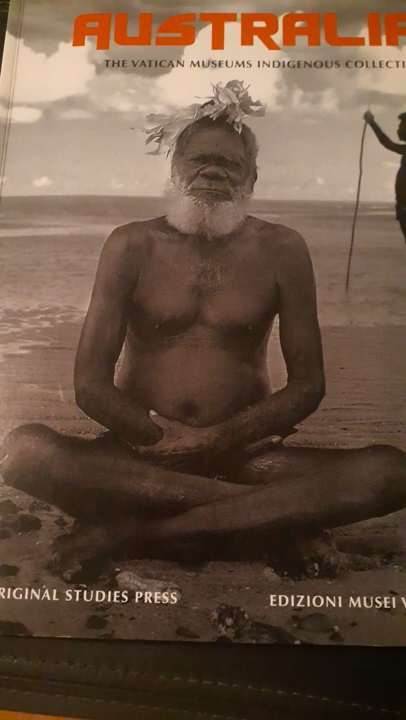 AUSTRALIA
THE VATICAN MUSEUMS INDIGENOUS COLLECTI
RIGINAL STUDIES PRESS
EDIZIONI MUSEI V